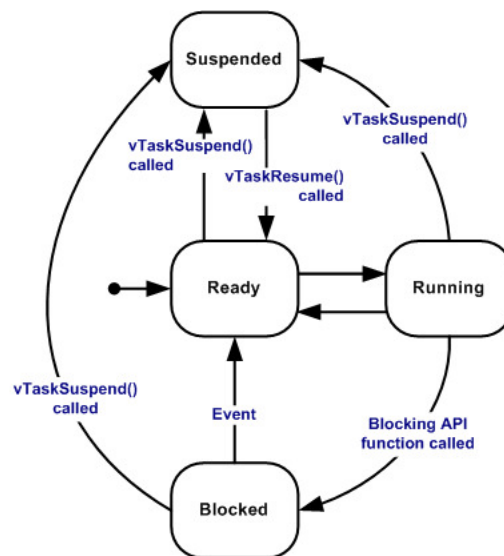 Suspended
vTaskSuspend()
called
vTaskSuspend()
called
vTaskResume()
called
Ready
Running
vTaskSuspend()
called
Event
Blocking API
function called
Blocked